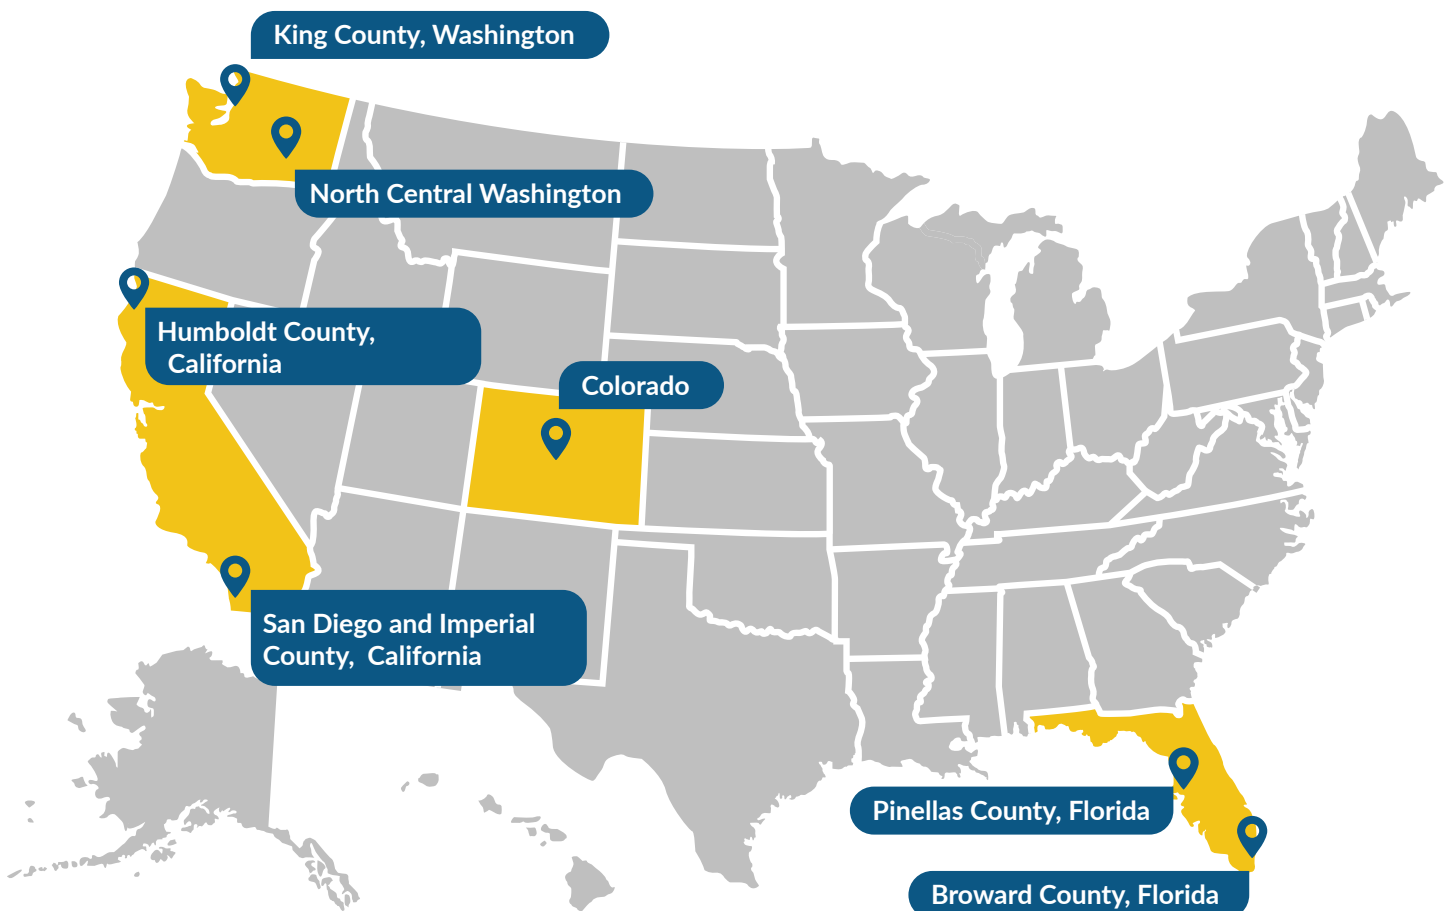 King County, Washington
North Central Washington
Humboldt County,
California
Colorado
San Diego and Imperial
County,  California
Pinellas County, Florida
Broward County, Florida